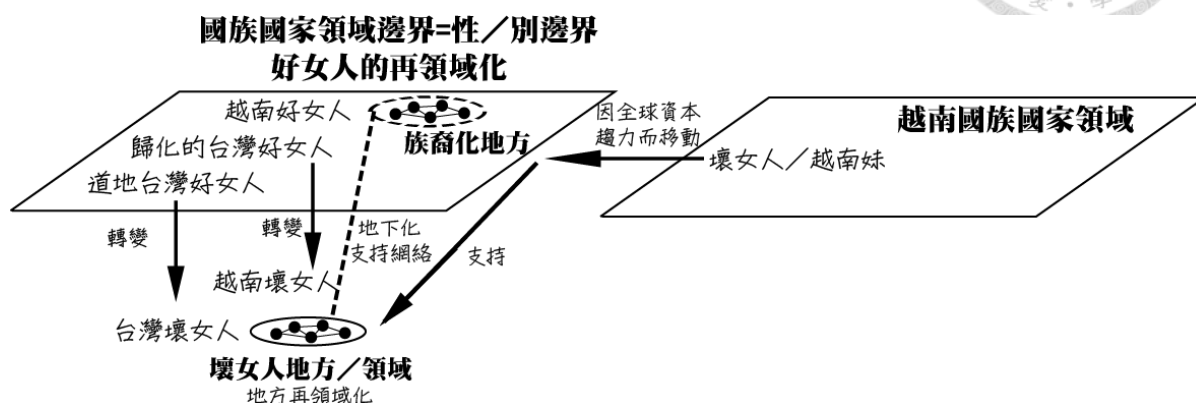 國族國家領域邊界=性／別邊界
好女人的再領域化
越南好女人
歸化的台灣好女人
道地台灣好女人
族裔化地方
因全球資本
趨力而移動
越南國族國家領域
壞女人／越南妹
轉變
轉變
地下化
支持網絡
支持
越南壞女人
台灣壞女人
壞女人地方／領域
地方再領域化